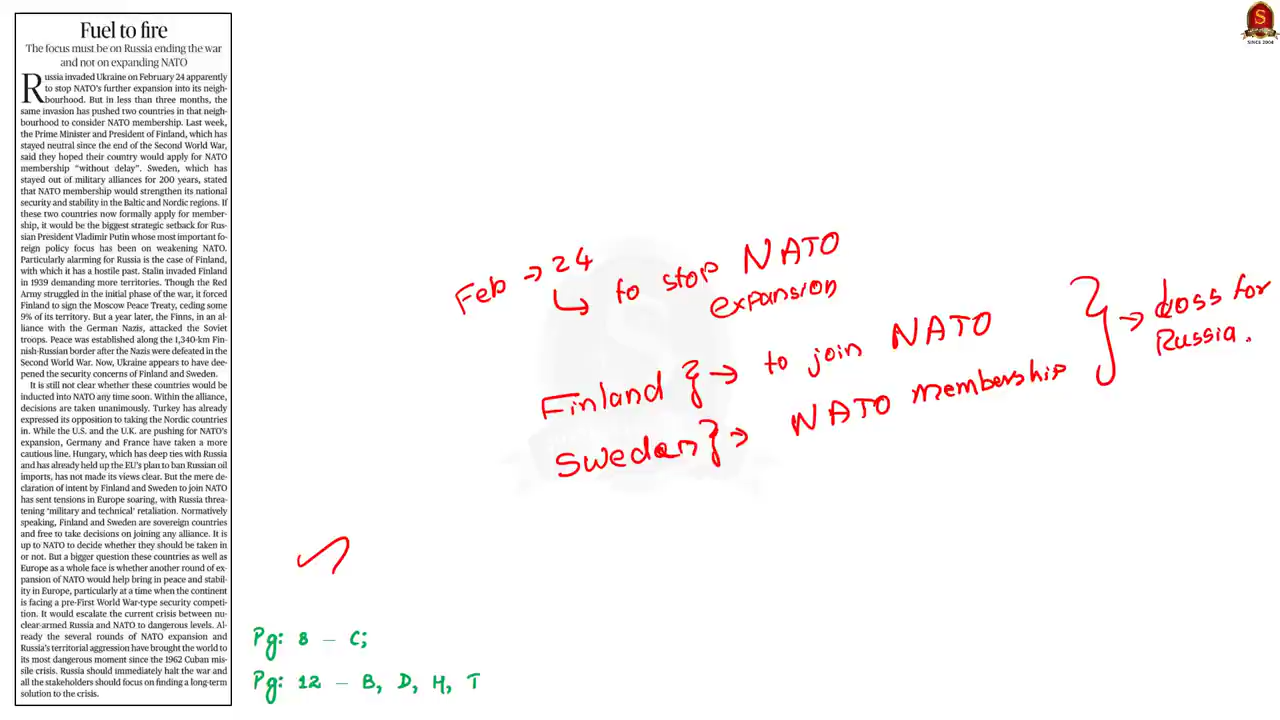 Fuel to fire
The focus must be on Russia ending the war
and not on expanding NATO
Russia invaded Ukraine on February 24 apparently
to stop NATO's further expansion into its neigh-
bourhood. But in less than three months, the
same invasion has pushed two countries in that neigh-
bourhood to consider NATO membership. Last week,
the Prime Minister and President of Finland, which has
stayed neutral since the end of the Second World War,
said they hoped their country would apply for NATO
membership “without delay”. Sweden, which has
stayed out of military alliances for 200 years, stated
that NATO membership would strengthen its national
security and stability in the Baltic and Nordic regions. If
these two countries now formally apply for member-
ship, it would be the biggest strategic setback for Rus-
sian President Vladimir Putin whose most important fo-
reign policy focus has been on weakening NATO.
Particularly alarming for Russia is the case of Finland,
with which it has a hostile past. Stalin invaded Finland
in 1939 demanding more territories. Though the Red
Army struggled in the initial phase of the war, it forced
Finland to sign the Moscow Peace Treaty, ceding some
9% of its territory. But a year later, the Finns, in an al-
liance with the German Nazis, attacked the Soviet
troops. Peace was established along the 1,340-km Fin-
nish-Russian border after the Nazis were defeated in the
Second World War. Now, Ukraine appears to have dee-
pened the security concerns of Finland and Sweden.
It is still not clear whether these countries would be
inducted into NATO any time soon. Within the alliance,
decisions are taken unanimously. Turkey has already
expressed its opposition to taking the Nordic countries
in. While the U.S. and the U.K. are pushing for NATO's
expansion, Germany and France have taken a more
cautious line. Hungary, which has deep ties with Russia
and has already held up the EU's plan to ban Russian oil
imports, has not made its views clear. But the mere de-
claration of intent by Finland and Sweden to join NATO
has sent tensions in Europe soaring, with Russia threa-
tening ‘military and technical’ retaliation. Normatively
speaking, Finland and Sweden are sovereign countries
and free to take decisions on joining any alliance. It is
up to NATO to decide whether they should be taken in
or not. But a bigger question these countries as well as
Europe as a whole face is whether another round of ex-
pansion of NATO would help bring in peace and stabil-
ity in Europe, particularly at a time when the continent
is facing a pre-First World War-type security competi-
tion. It would escalate the current crisis between nu-
clear-armed Russia and NATO to dangerous levels. Al-
ready the several rounds of NATO expansion and
Russia's territorial aggression have brought the world to
its most dangerous moment since the 1962 Cuban mis-
sile crisis. Russia should immediately halt the war and
all the stakeholders should focus on finding a long-term
solution to the crisis.
S
SINCE 2004
Feb → 24
to stop NATO
expansion
Finland } → to join NATO
Sweden } → NATO membership
} → Loss for
Russia.
Pg: 8 – C;
Pg: 12 – B, D, H, T